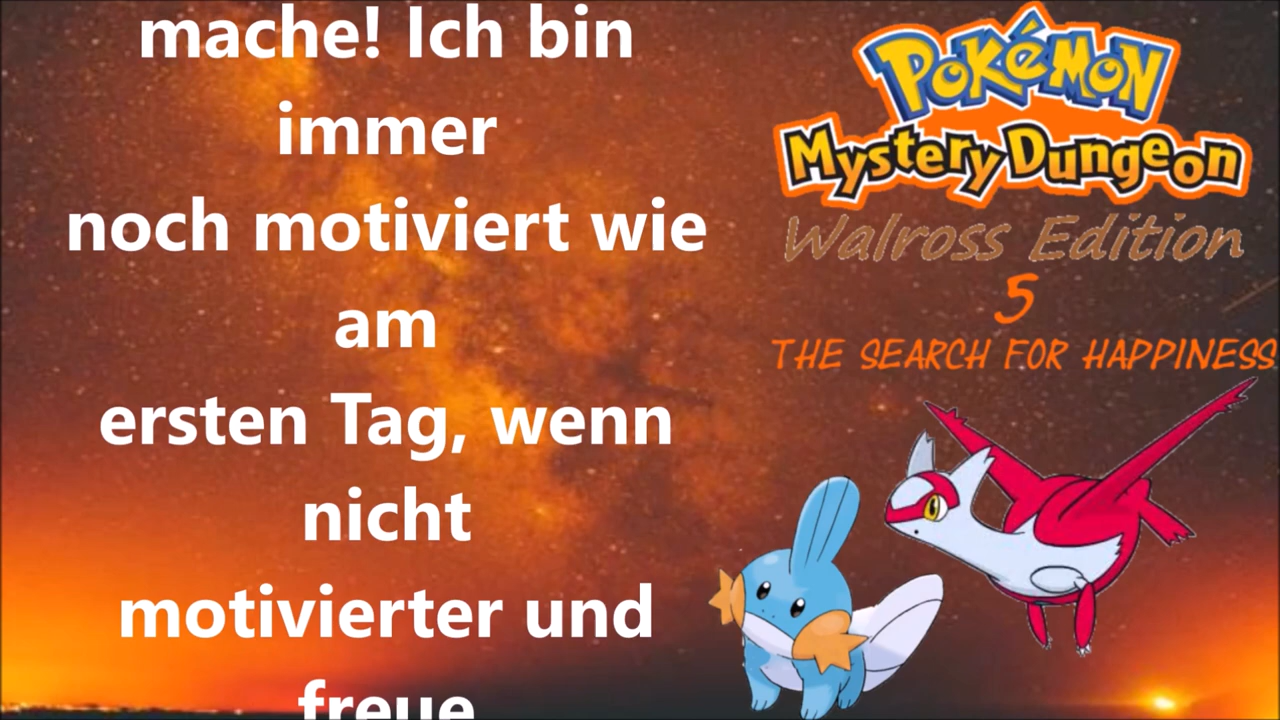 mache! Ich bin
immer
noch motiviert wie
am
ersten Tag, wenn
nicht
motivierter und
freue
POKéMON
Mystery Dungeon
Walross Edition
5
THE SEARCH FOR HAPPINESS